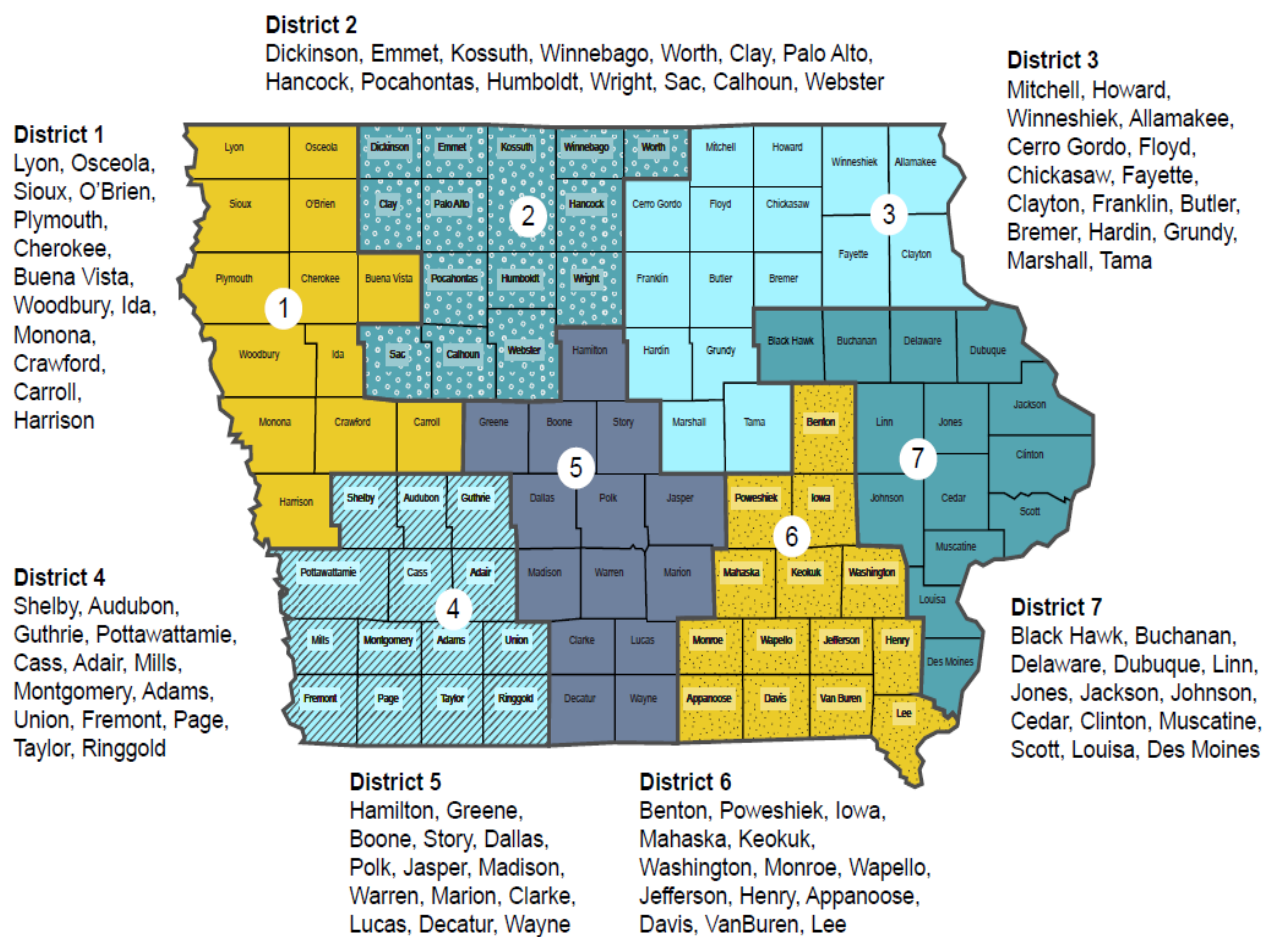 District 2
Dickinson, Emmet, Kossuth, Winnebago, Worth, Clay, Palo Alto,
Hancock, Pocahontas, Humboldt, Wright, Sac, Calhoun, Webster
District 3
Mitchell, Howard,
Winneshiek, Allamakee,
Cerro Gordo, Floyd,
Chickasaw, Fayette,
Clayton, Franklin, Butler,
Bremer, Hardin, Grundy,
Marshall, Tama
District 1
Lyon, Osceola,
Sioux, O'Brien,
Plymouth,
Cherokee,
Buena Vista,
Woodbury, Ida,
Monona,
Crawford,
Carroll,
Harrison
Lyon Osceola Dickinson Emmet Kossuth Winnebago Worth Mitchell Howard Winneshiek Allamakee
Sioux O'Brien Clay Palo Alto 2 Hancock Cerro Gordo Floyd Chickasaw 3
Fayette Clayton
Plymouth Cherokee Buena Vista Pocahontas Humboldt Wright Franklin Butler Bremer
1
Woodbury Ida Sac Calhoun Webster Hamilton Hardin Grundy Black Hawk Buchanan Delaware Dubuque
Monona Crawford Carroll Greene Boone Story Marshall Tama Benton Linn Jones Jackson
5 7 Clinton
Harrison Shelby Audubon Guthrie Dallas Polk Jasper Poweshiek Iowa Johnson Cedar Scott
6
Muscatine
Pottawattamie Cass Adair Madison Warren Marion Mahaska Keokuk Washington
4 Louisa
Mills Montgomery Adams Union Clarke Lucas Monroe Wapello Jefferson Henry Des Moines
Fremont Page Taylor Ringgold Decatur Wayne Appanoose Davis Van Buren Lee
District 4
Shelby, Audubon,
Guthrie, Pottawattamie,
Cass, Adair, Mills,
Montgomery, Adams,
Union, Fremont, Page,
Taylor, Ringgold
District 7
Black Hawk, Buchanan,
Delaware, Dubuque, Linn,
Jones, Jackson, Johnson,
Cedar, Clinton, Muscatine,
Scott, Louisa, Des Moines
District 5
Hamilton, Greene,
Boone, Story, Dallas,
Polk, Jasper, Madison,
Warren, Marion, Clarke,
Lucas, Decatur, Wayne
District 6
Benton, Poweshiek, Iowa,
Mahaska, Keokuk,
Washington, Monroe, Wapello,
Jefferson, Henry, Appanoose,
Davis, VanBuren, Lee